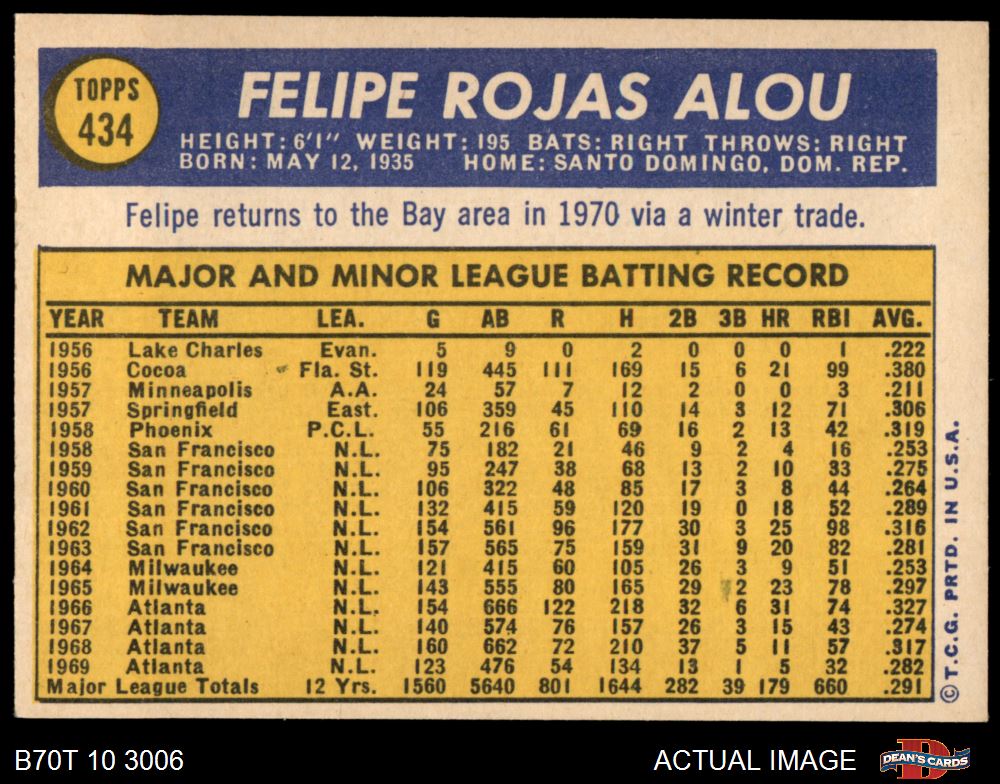 TOPPS
434
FELIPE ROJAS ALOU
HEIGHT: 6'1" WEIGHT: 195 BATS: RIGHT THROWS: RIGHT
BORN: MAY 12, 1935 HOME: SANTO DOMINGO, DOM. REP.
Felipe returns to the Bay area in 1970 via a winter trade.
MAJOR AND MINOR LEAGUE BATTING RECORD
YEAR TEAM LEA. G AB R H 2B 3B HR RBI AVG.
1956 Lake Charles Evan. 5 9 0 2 0 0 0 1 .222
1956 Cocoa Fla. St. 119 445 111 169 15 6 21 99 .380
1957 Minneapolis A.A. 24 57 7 12 2 0 0 3 .211
1957 Springfield East. 106 359 45 110 14 3 12 71 .306
1958 Phoenix P.C.L. 55 216 61 69 16 2 13 42 .319
1958 San Francisco N.L. 75 182 21 46 9 2 4 16 .253
1959 San Francisco N.L. 95 247 38 68 13 2 10 33 .275
1960 San Francisco N.L. 106 322 48 85 17 3 8 44 .264
1961 San Francisco N.L. 132 415 59 120 19 0 18 52 .289
1962 San Francisco N.L. 154 561 96 177 30 3 25 98 .316
1963 San Francisco N.L. 157 565 75 159 31 9 20 82 .281
1964 Milwaukee N.L. 121 415 60 105 26 3 9 51 .253
1965 Milwaukee N.L. 143 555 80 165 29 2 23 78 .297
1966 Atlanta N.L. 154 666 122 218 32 6 31 74 .327
1967 Atlanta N.L. 140 574 76 157 26 3 15 43 .274
1968 Atlanta N.L. 160 662 72 210 37 5 11 57 .317
1969 Atlanta N.L. 123 476 54 134 13 1 5 32 .282
Major League Totals 12 Yrs. 1560 5640 801 1644 282 39 179 660 .291
© T.C.G. PRTD. IN U.S.A.
B70T 10 3006
ACTUAL IMAGE
DEAN'S CARDS